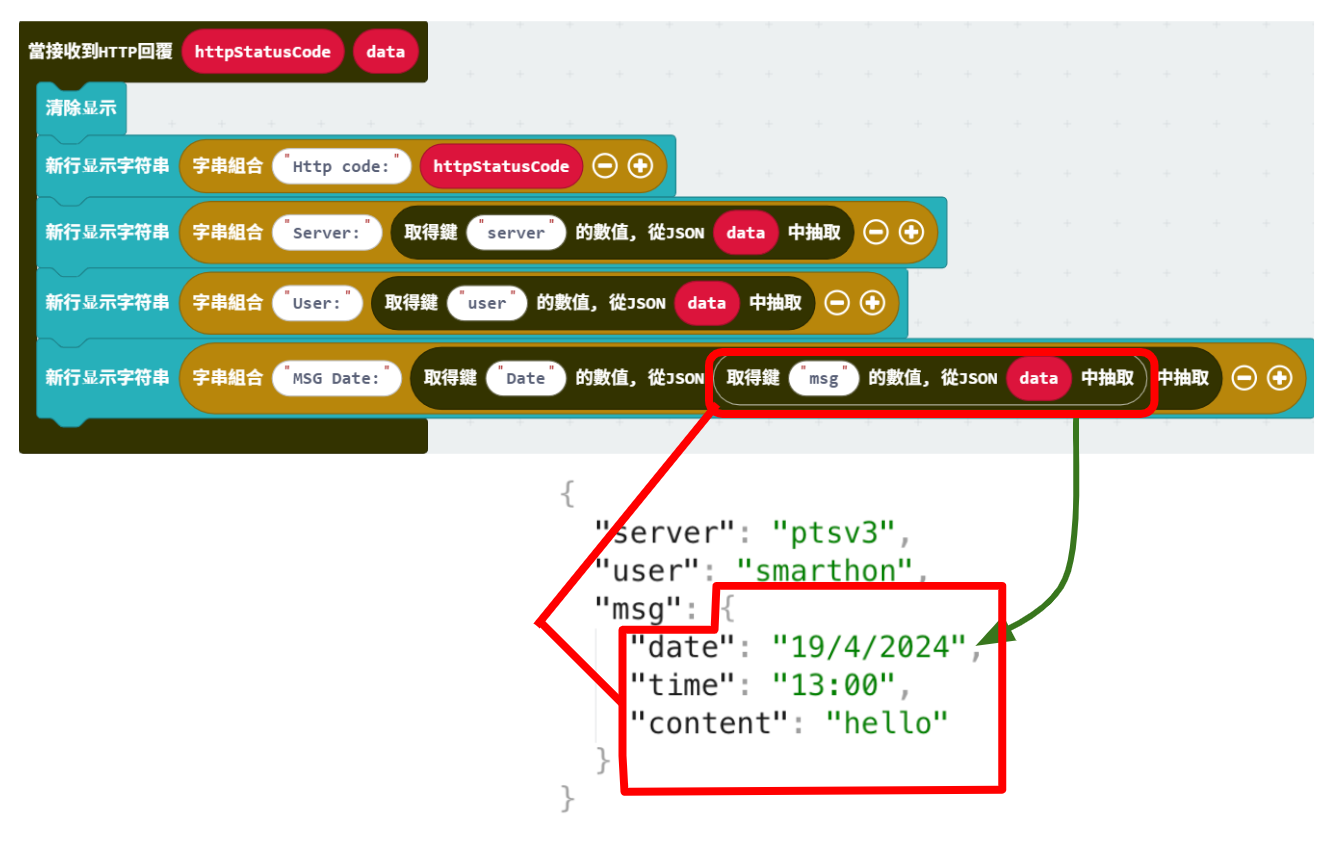 當接收到HTTP回覆 httpStatusCode data
清除显示
新行显示字符串 字串組合 "Http code:" httpStatusCode
新行显示字符串 字串組合 "Server:" 取得鍵 "server" 的數值, 從JSON data 中抽取
新行显示字符串 字串組合 "User:" 取得鍵 "user" 的數值, 從JSON data 中抽取
新行显示字符串 字串組合 "MSG Date:" 取得鍵 "Date" 的數值, 從JSON 取得鍵 "msg" 的數值, 從JSON data 中抽取 中抽取
{
"server": "ptsv3",
"user": "smarthon",
"msg": {
"date": "19/4/2024",
"time": "13:00",
"content": "hello"
}
}